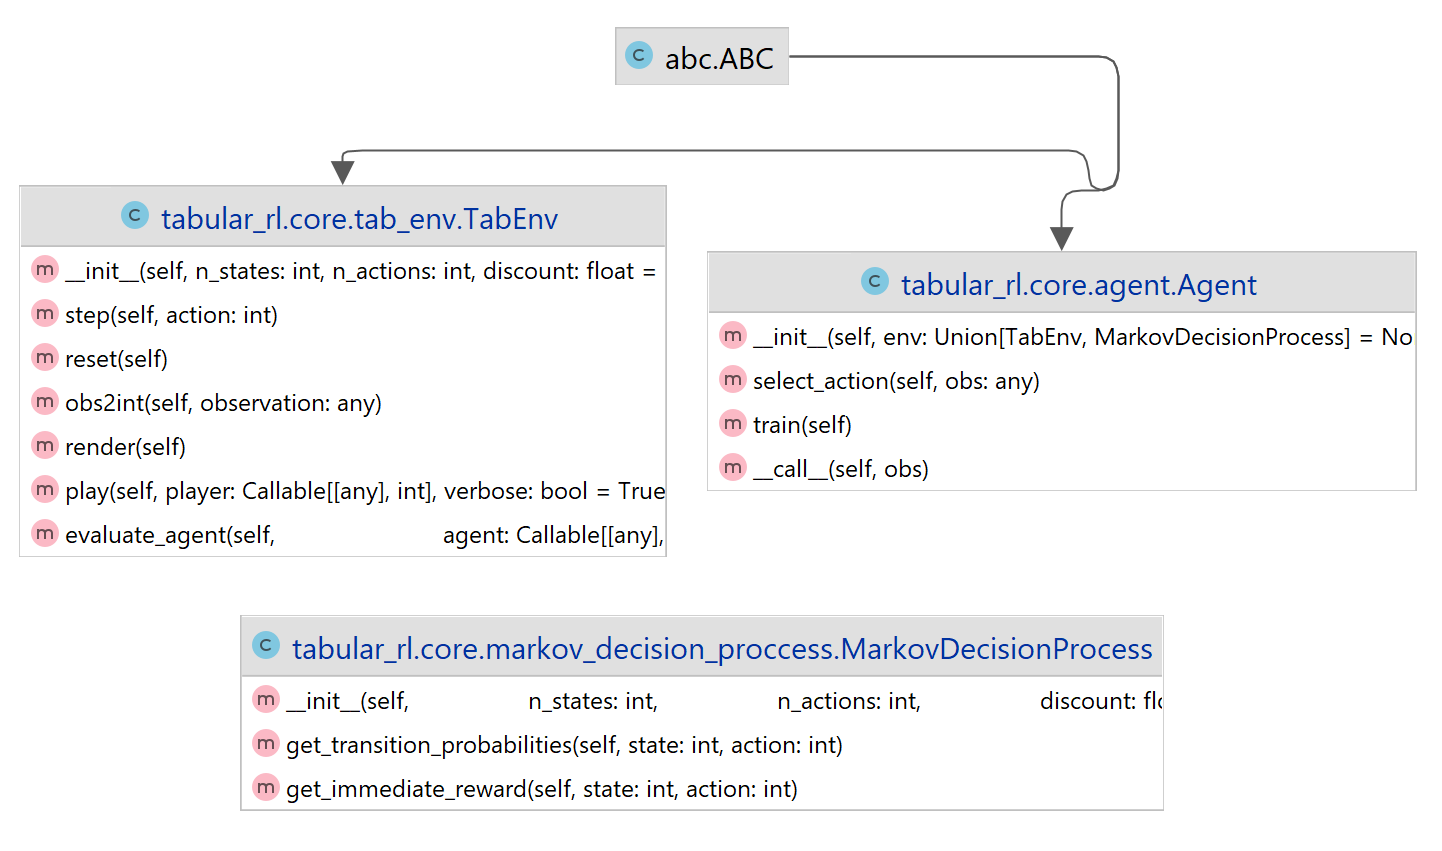 C abc.ABC
C tabular_rl.core.tab_env.TabEnv
m __init__(self, n_states: int, n_actions: int, discount: float =
m step(self, action: int)
m reset(self)
m obs2int(self, observation: any)
m render(self)
m play(self, player: Callable[[any], int], verbose: bool = True
m evaluate_agent(self, agent: Callable[[any],
C tabular_rl.core.agent.Agent
m __init__(self, env: Union[TabEnv, MarkovDecisionProcess] = No
m select_action(self, obs: any)
m train(self)
m __call__(self, obs)
C tabular_rl.core.markov_decision_proccess.MarkovDecisionProcess
m __init__(self, n_states: int, n_actions: int, discount: flo
m get_transition_probabilities(self, state: int, action: int)
m get_immediate_reward(self, state: int, action: int)